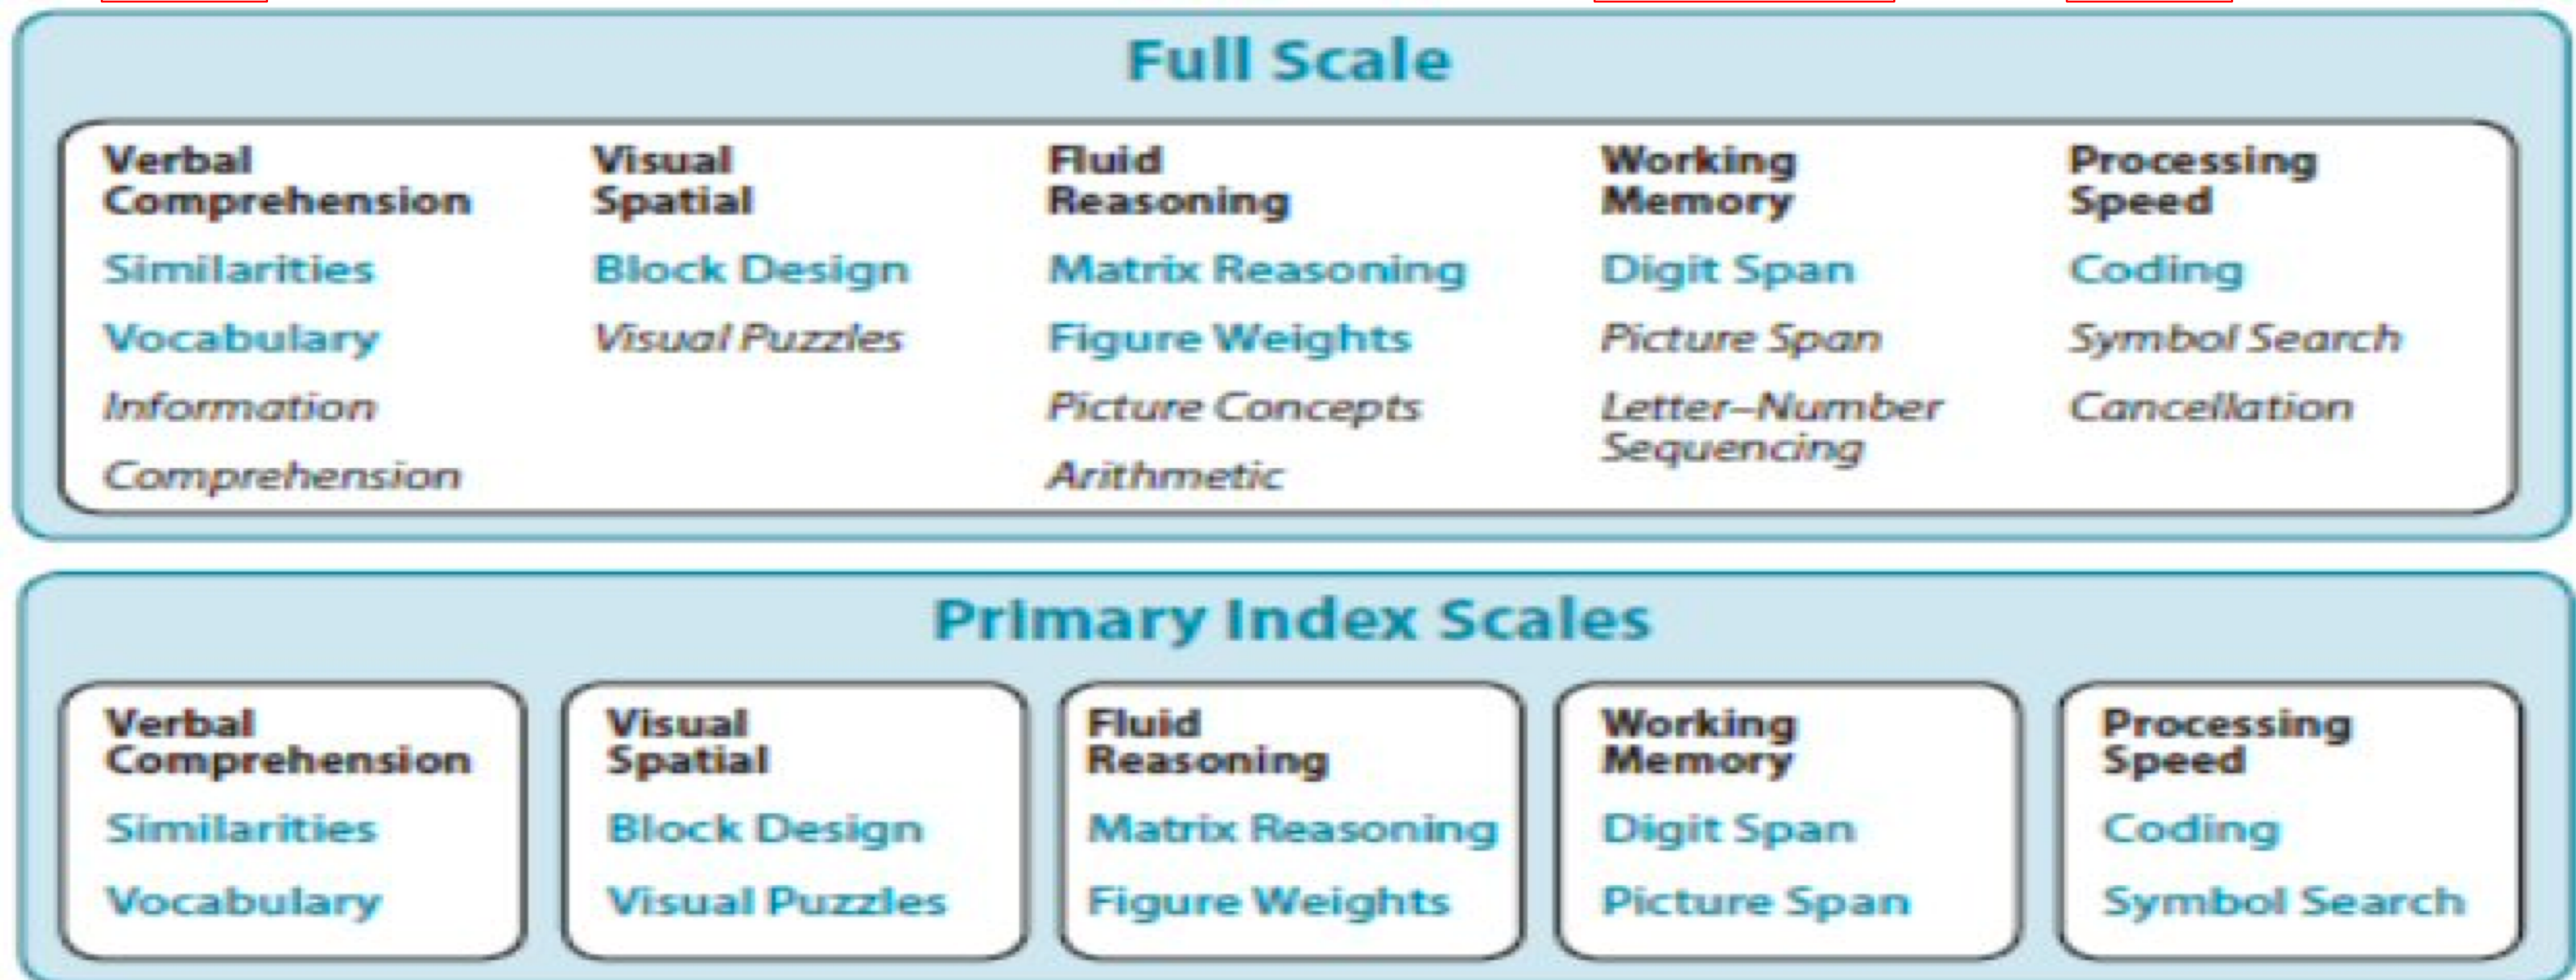 Full Scale
Verbal Comprehension
Similarities
Vocabulary
Information
Comprehension
Visual Spatial
Block Design
Visual Puzzles
Fluid Reasoning
Matrix Reasoning
Figure Weights
Picture Concepts
Arithmetic
Working Memory
Digit Span
Picture Span
Letter–Number Sequencing
Processing Speed
Coding
Symbol Search
Cancellation
Primary Index Scales
Verbal Comprehension
Similarities
Vocabulary
Visual Spatial
Block Design
Visual Puzzles
Fluid Reasoning
Matrix Reasoning
Figure Weights
Working Memory
Digit Span
Picture Span
Processing Speed
Coding
Symbol Search